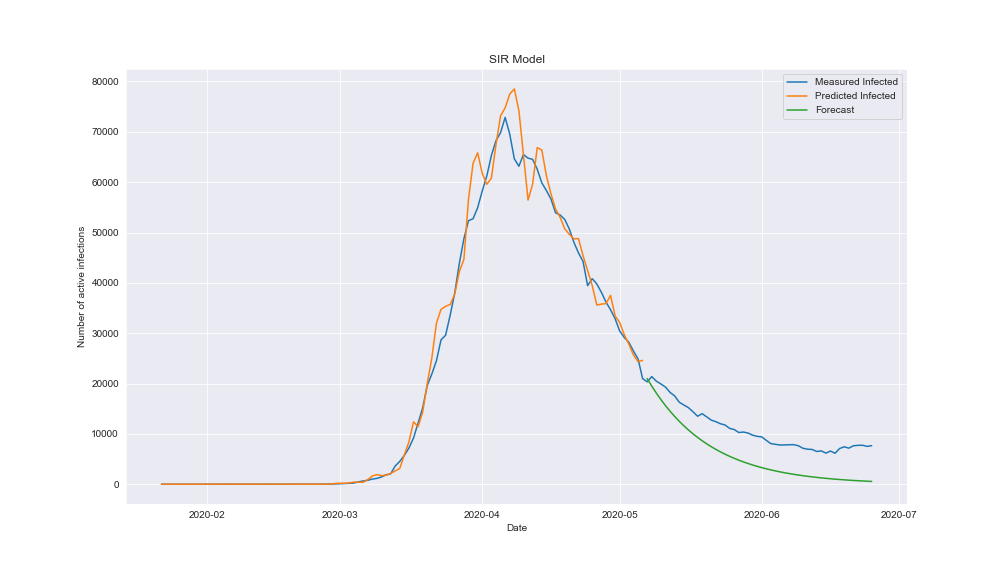 SIR Model
Measured Infected
Predicted Infected
Forecast
Number of active infections
80000
70000
60000
50000
40000
30000
20000
10000
0
2020-02
2020-03
2020-04
2020-05
2020-06
2020-07
Date